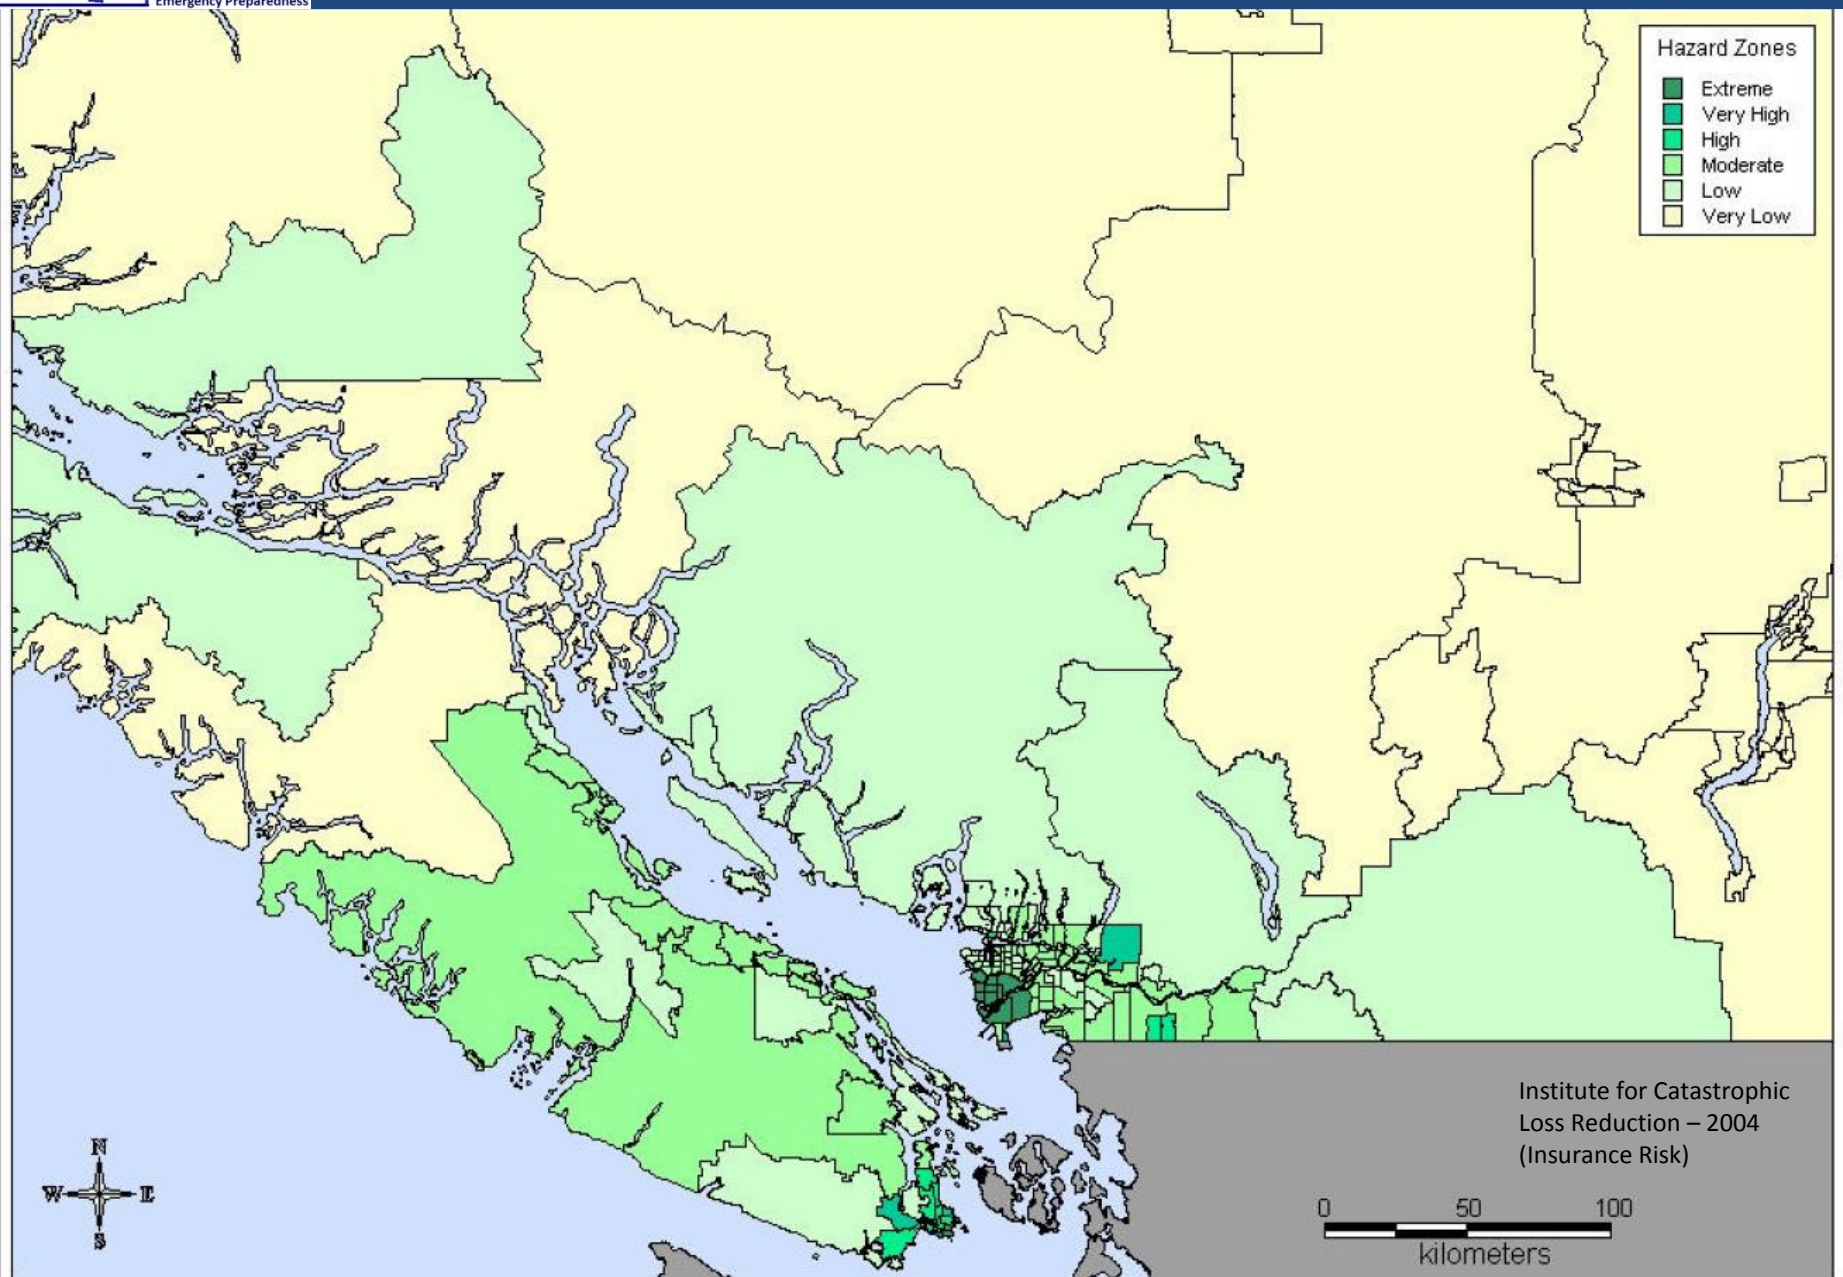 Emergency Preparedness
Hazard Zones
Extreme
Very High
High
Moderate
Low
Very Low
Institute for Catastrophic
Loss Reduction – 2004
(Insurance Risk)
N
W E
S
0 50 100
kilometers